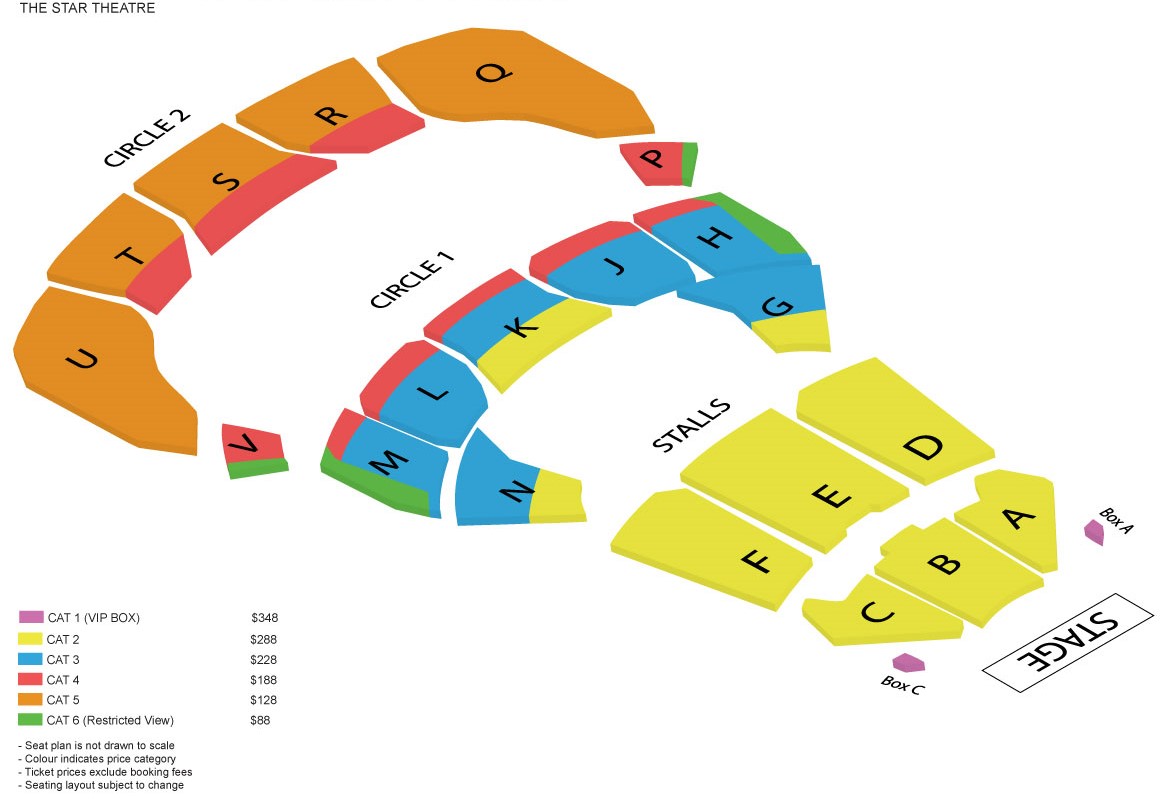 THE STAR THEATRE
Q
CIRCLE 2
R
S
P
T
H
CIRCLE 1
J
G
K
U
L
STALLS
V
M
N
D
E
A
Box A
F
B
C
STAGE
Box C
CAT 1 (VIP BOX) $348
CAT 2 $288
CAT 3 $228
CAT 4 $188
CAT 5 $128
CAT 6 (Restricted View) $88
- Seat plan is not drawn to scale
- Colour indicates price category
- Ticket prices exclude booking fees
- Seating layout subject to change